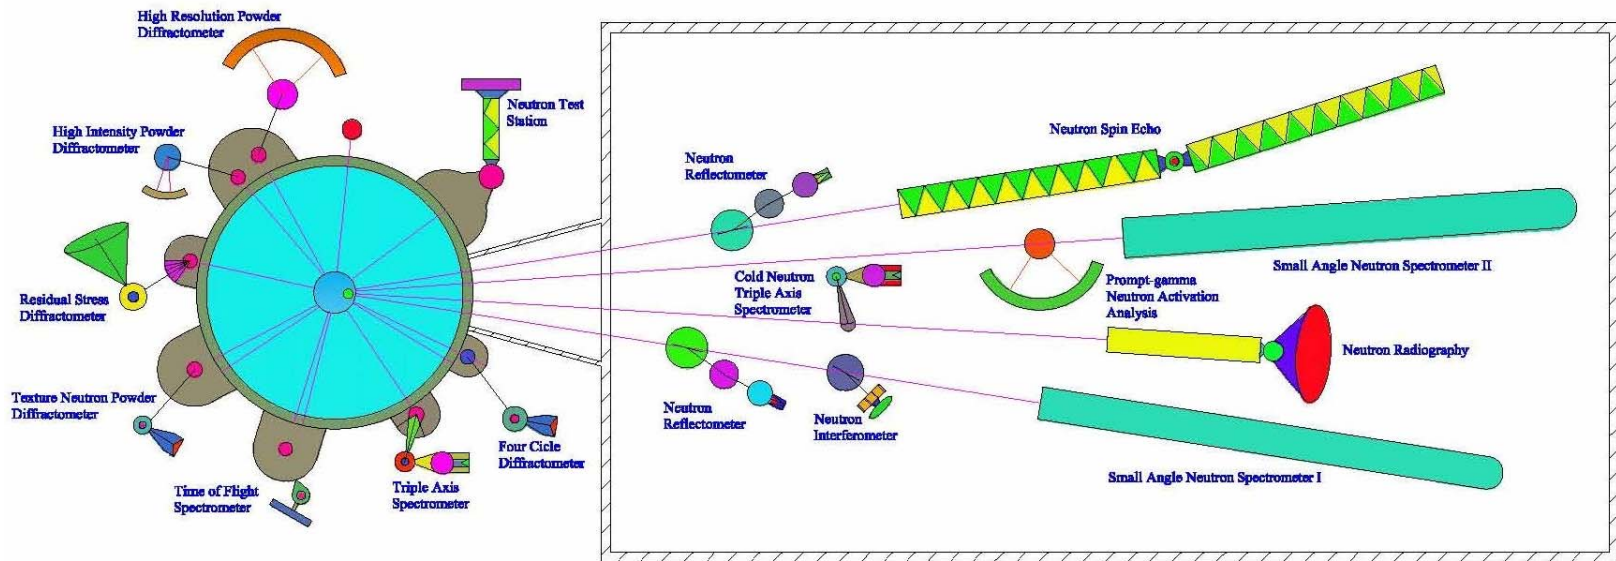 High Resolution Powder
Diffractometer
Neutron Test
Station
High Intensity Powder
Diffractometer
Residual Stress
Diffractometer
Texture Neutron Powder
Diffractometer
Time of Flight
Spectrometer
Triple Axis
Spectrometer
Four Cicle
Diffractometer
Neutron
Reflectometer
Neutron Spin Echo
Cold Neutron
Triple Axis
Spectrometer
Small Angle Neutron Spectrometer II
Prompt-gamma
Neutron Activation
Analysis
Neutron Radiography
Neutron
Reflectometer
Neutron
Interferometer
Small Angle Neutron Spectrometer I